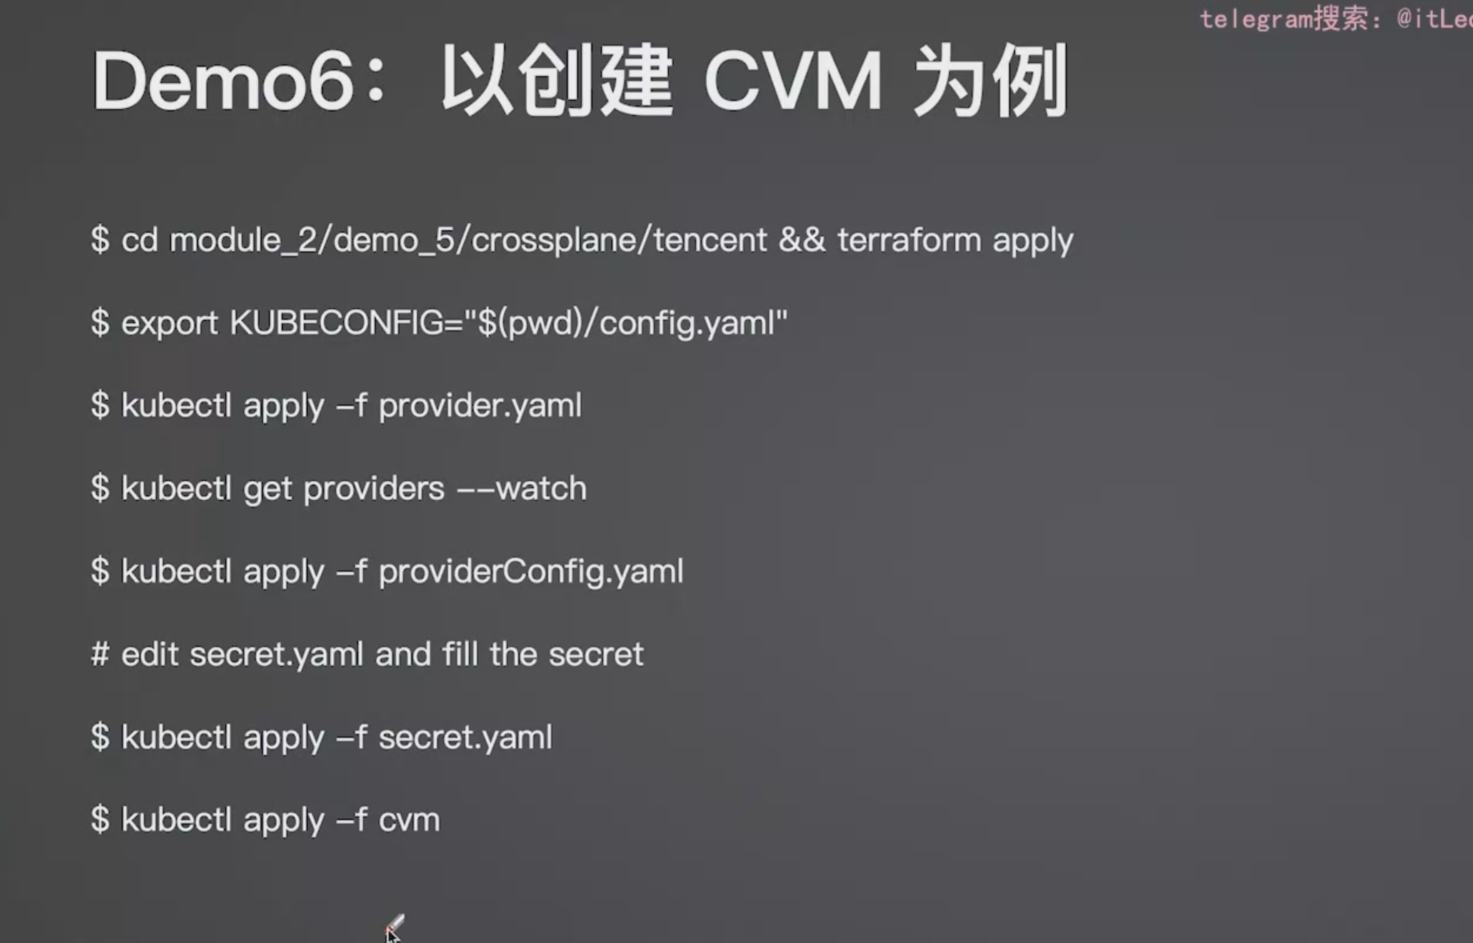 telegram搜索：@itLe
Demo6：以创建 CVM 为例
$ cd module_2/demo_5/crossplane/tencent && terraform apply
$ export KUBECONFIG="$(pwd)/config.yaml"
$ kubectl apply –f provider.yaml
$ kubectl get providers ––watch
$ kubectl apply –f providerConfig.yaml
# edit secret.yaml and fill the secret
$ kubectl apply –f secret.yaml
$ kubectl apply –f cvm